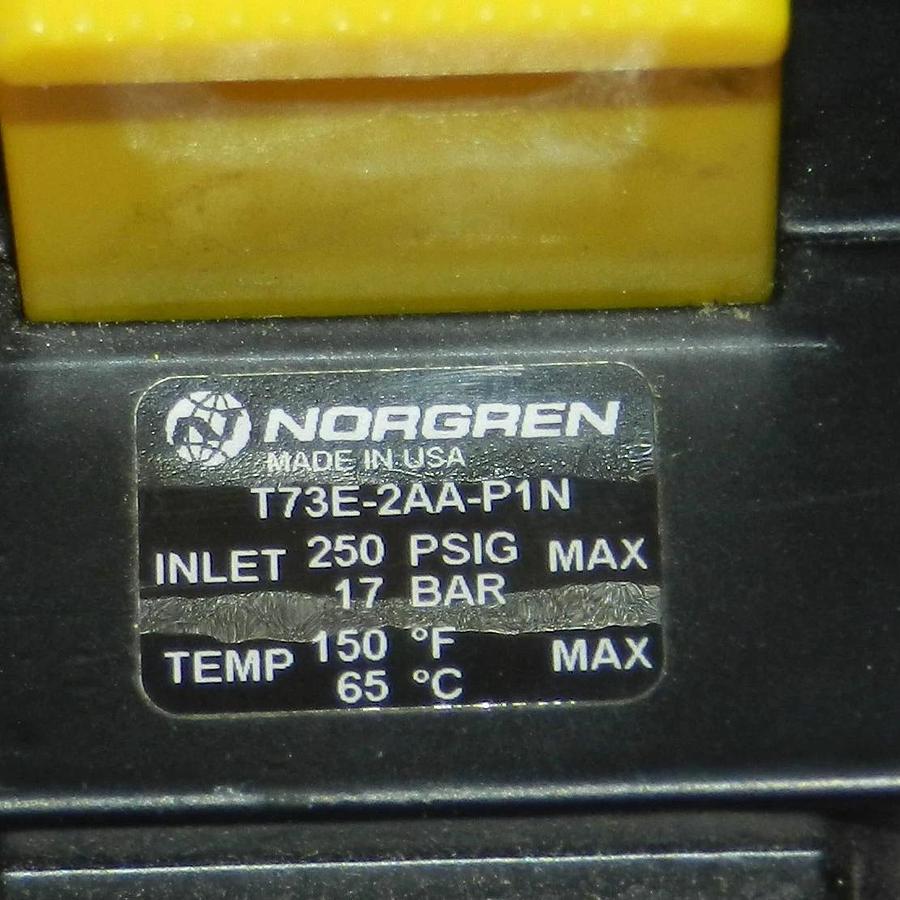 NORGREN
MADE IN USA
T73E-2AA-P1N
INLET 250 PSIG MAX
17 BAR
TEMP 150 °F MAX
65 °C